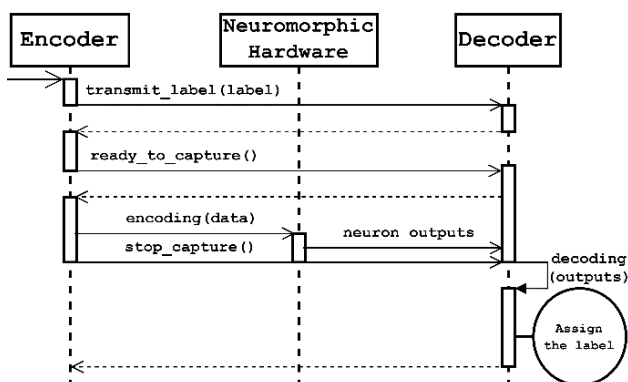 Encoder
Neuromorphic
Hardware
Decoder
transmit_label(label)
ready_to_capture()
encoding(data)
neuron outputs
stop_capture()
decoding
(outputs)
Assign
the label